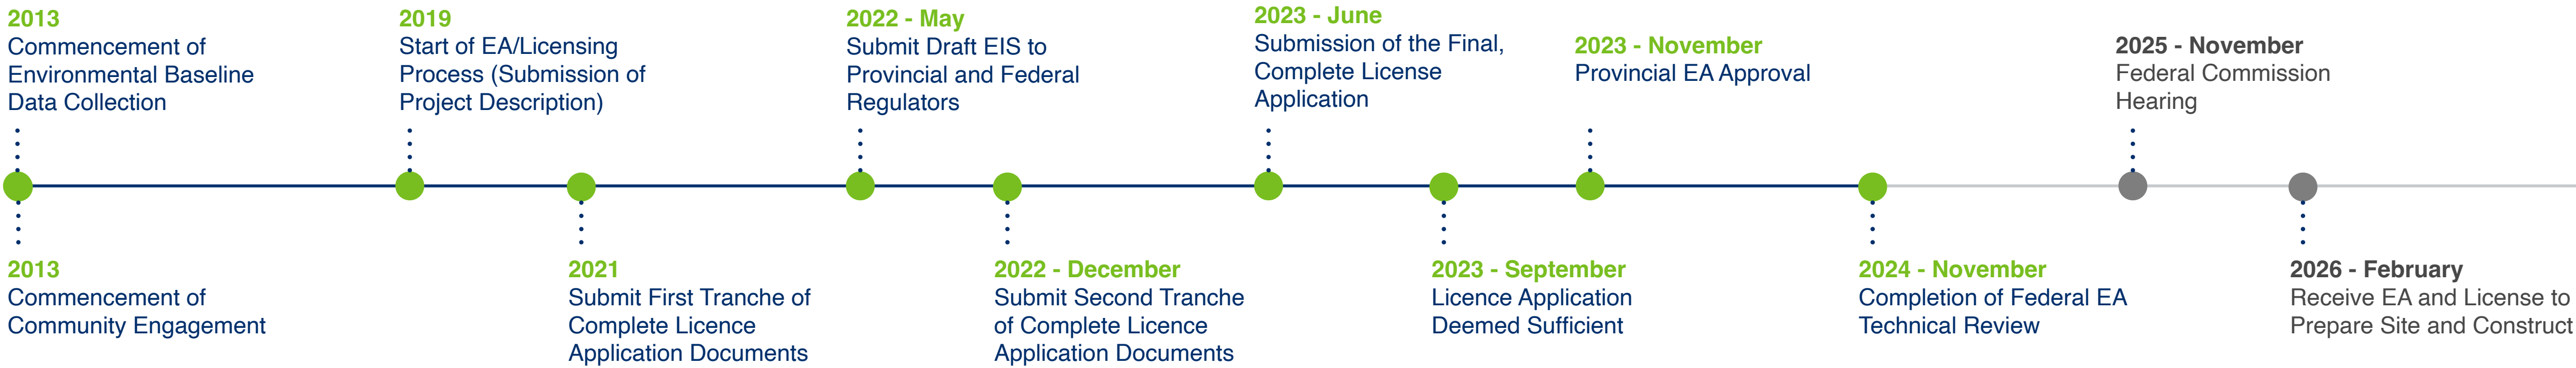 2013
Commencement of
Environmental Baseline
Data Collection
2019
Start of EA/Licensing
Process (Submission of
Project Description)
2022 - May
Submit Draft EIS to
Provincial and Federal
Regulators
2023 - June
Submission of the Final,
Complete License
Application
2023 - November
Provincial EA Approval
2025 - November
Federal Commission
Hearing
2013
Commencement of
Community Engagement
2021
Submit First Tranche of
Complete Licence
Application Documents
2022 - December
Submit Second Tranche
of Complete Licence
Application Documents
2023 - September
Licence Application
Deemed Sufficient
2024 - November
Completion of Federal EA
Technical Review
2026 - February
Receive EA and License to
Prepare Site and Construct